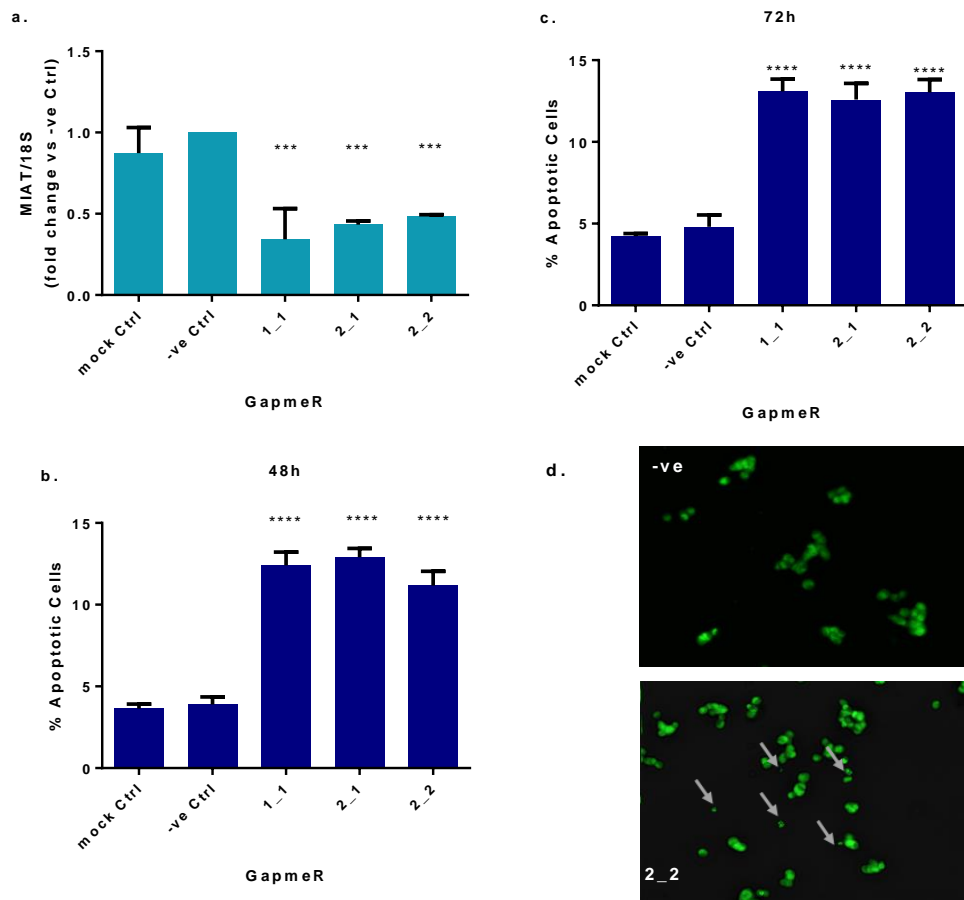 a.
MIAT/18S
(fold change vs -ve Ctrl)
1.5
1.0
0.5
0.0
***
***
***
mock Ctrl
-ve Ctrl
1_1
2_1
2_2
GapmeR
b.
48h
% Apoptotic Cells
15
10
5
0
****
****
****
mock Ctrl
-ve Ctrl
1_1
2_1
2_2
GapmeR
c.
72h
% Apoptotic Cells
15
10
5
0
****
****
****
mock Ctrl
-ve Ctrl
1_1
2_1
2_2
GapmeR
d.
-ve
2_2